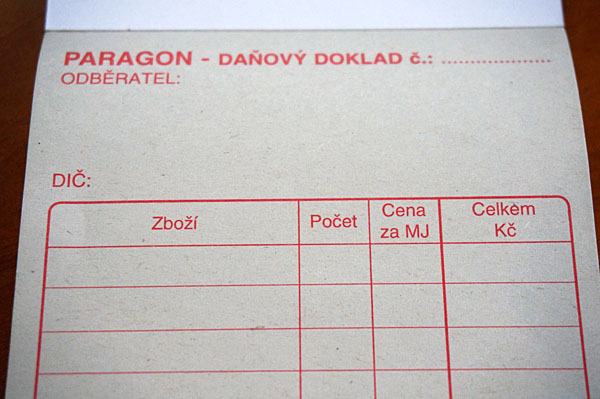 PARAGON - DAŇOVÝ DOKLAD č.: ....................
ODBĚRATEL:
DIČ:
Zboží Počet Cena za MJ Celkem Kč